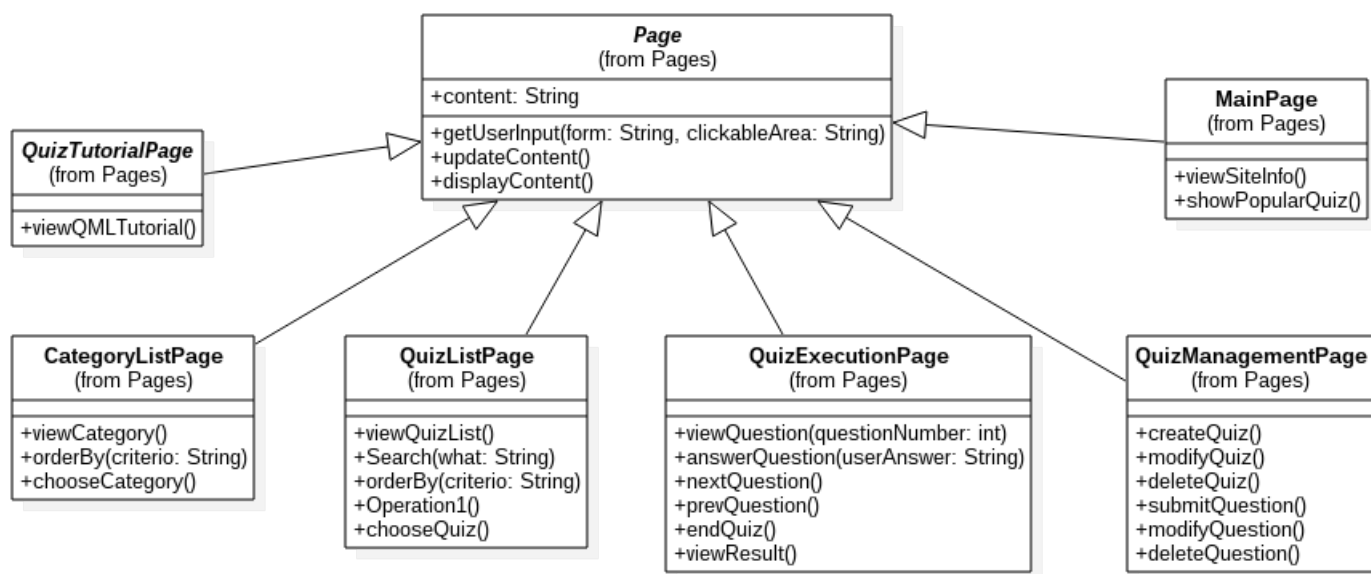 Page
(from Pages)
+content: String
+getUserInput(form: String, clickableArea: String)
+updateContent()
+displayContent()
MainPage
(from Pages)
+viewSiteInfo()
+showPopularQuiz()
QuizTutorialPage
(from Pages)
+viewQMLTutorial()
CategoryListPage
(from Pages)
+viewCategory()
+orderBy(criterio: String)
+chooseCategory()
QuizListPage
(from Pages)
+viewQuizList()
+Search(what: String)
+orderBy(criterio: String)
+Operation1()
+chooseQuiz()
QuizExecutionPage
(from Pages)
+viewQuestion(questionNumber: int)
+answerQuestion(userAnswer: String)
+nextQuestion()
+prevQuestion()
+endQuiz()
+viewResult()
QuizManagementPage
(from Pages)
+createQuiz()
+modifyQuiz()
+deleteQuiz()
+submitQuestion()
+modifyQuestion()
+deleteQuestion()